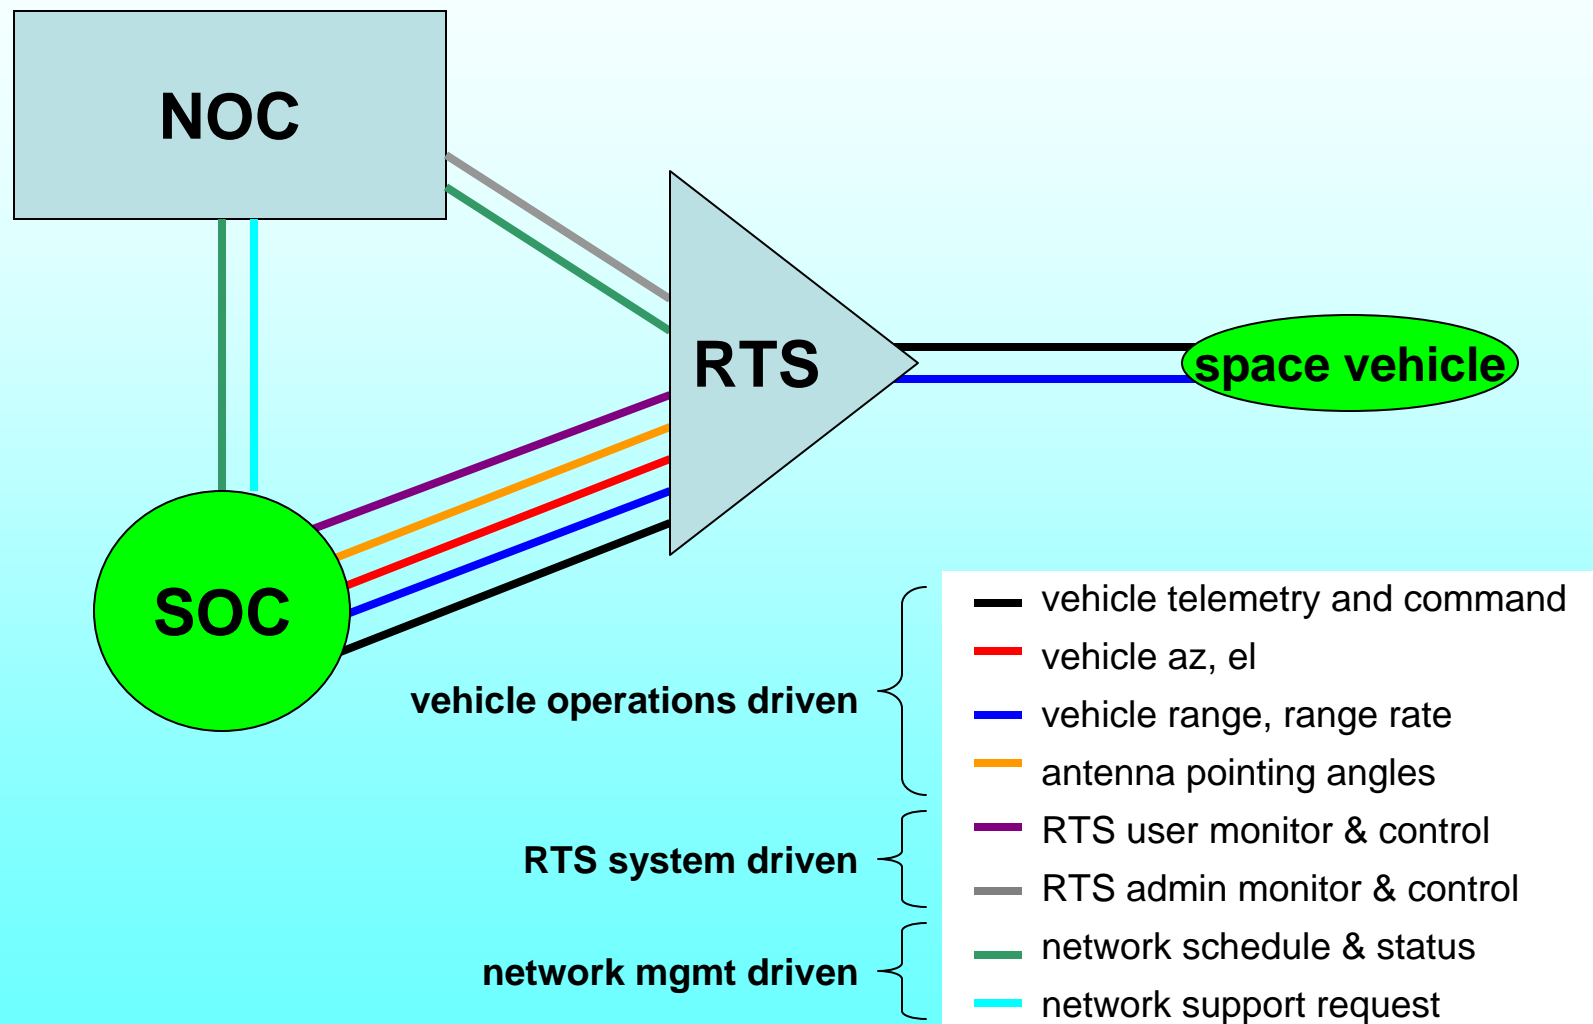 NOC
RTS
space vehicle
SOC
vehicle operations driven
vehicle telemetry and command
vehicle az, el
vehicle range, range rate
antenna pointing angles
RTS system driven
RTS user monitor & control
RTS admin monitor & control
network mgmt driven
network schedule & status
network support request